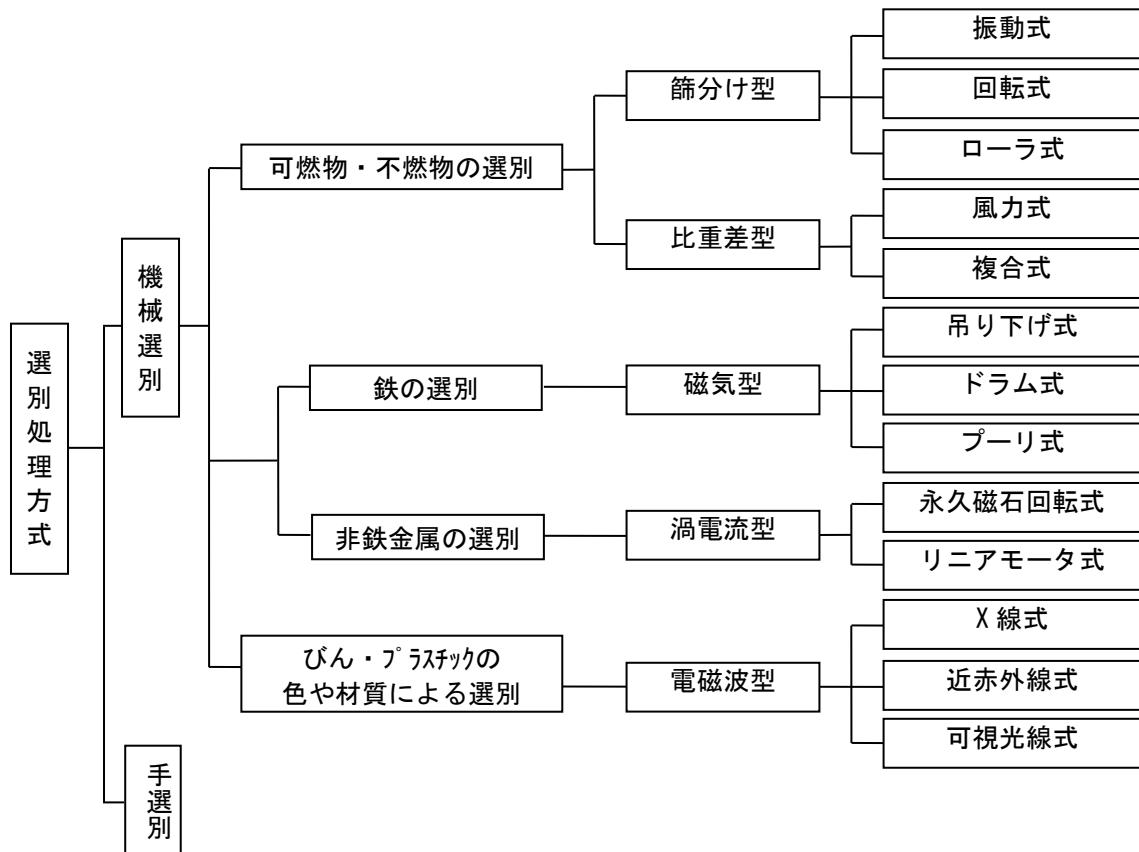 選別処理方式
機械選別
可燃物・不燃物の選別
篩分け型
振動式
回転式
ローラ式
比重差型
風力式
複合式
鉄の選別
磁気型
吊り下げ式
ドラム式
プーリ式
非鉄金属の選別
渦電流型
永久磁石回転式
リニアモータ式
びん・プラスチックの
色や材質による選別
電磁波型
X 線式
近赤外線式
可視光線式
手選別